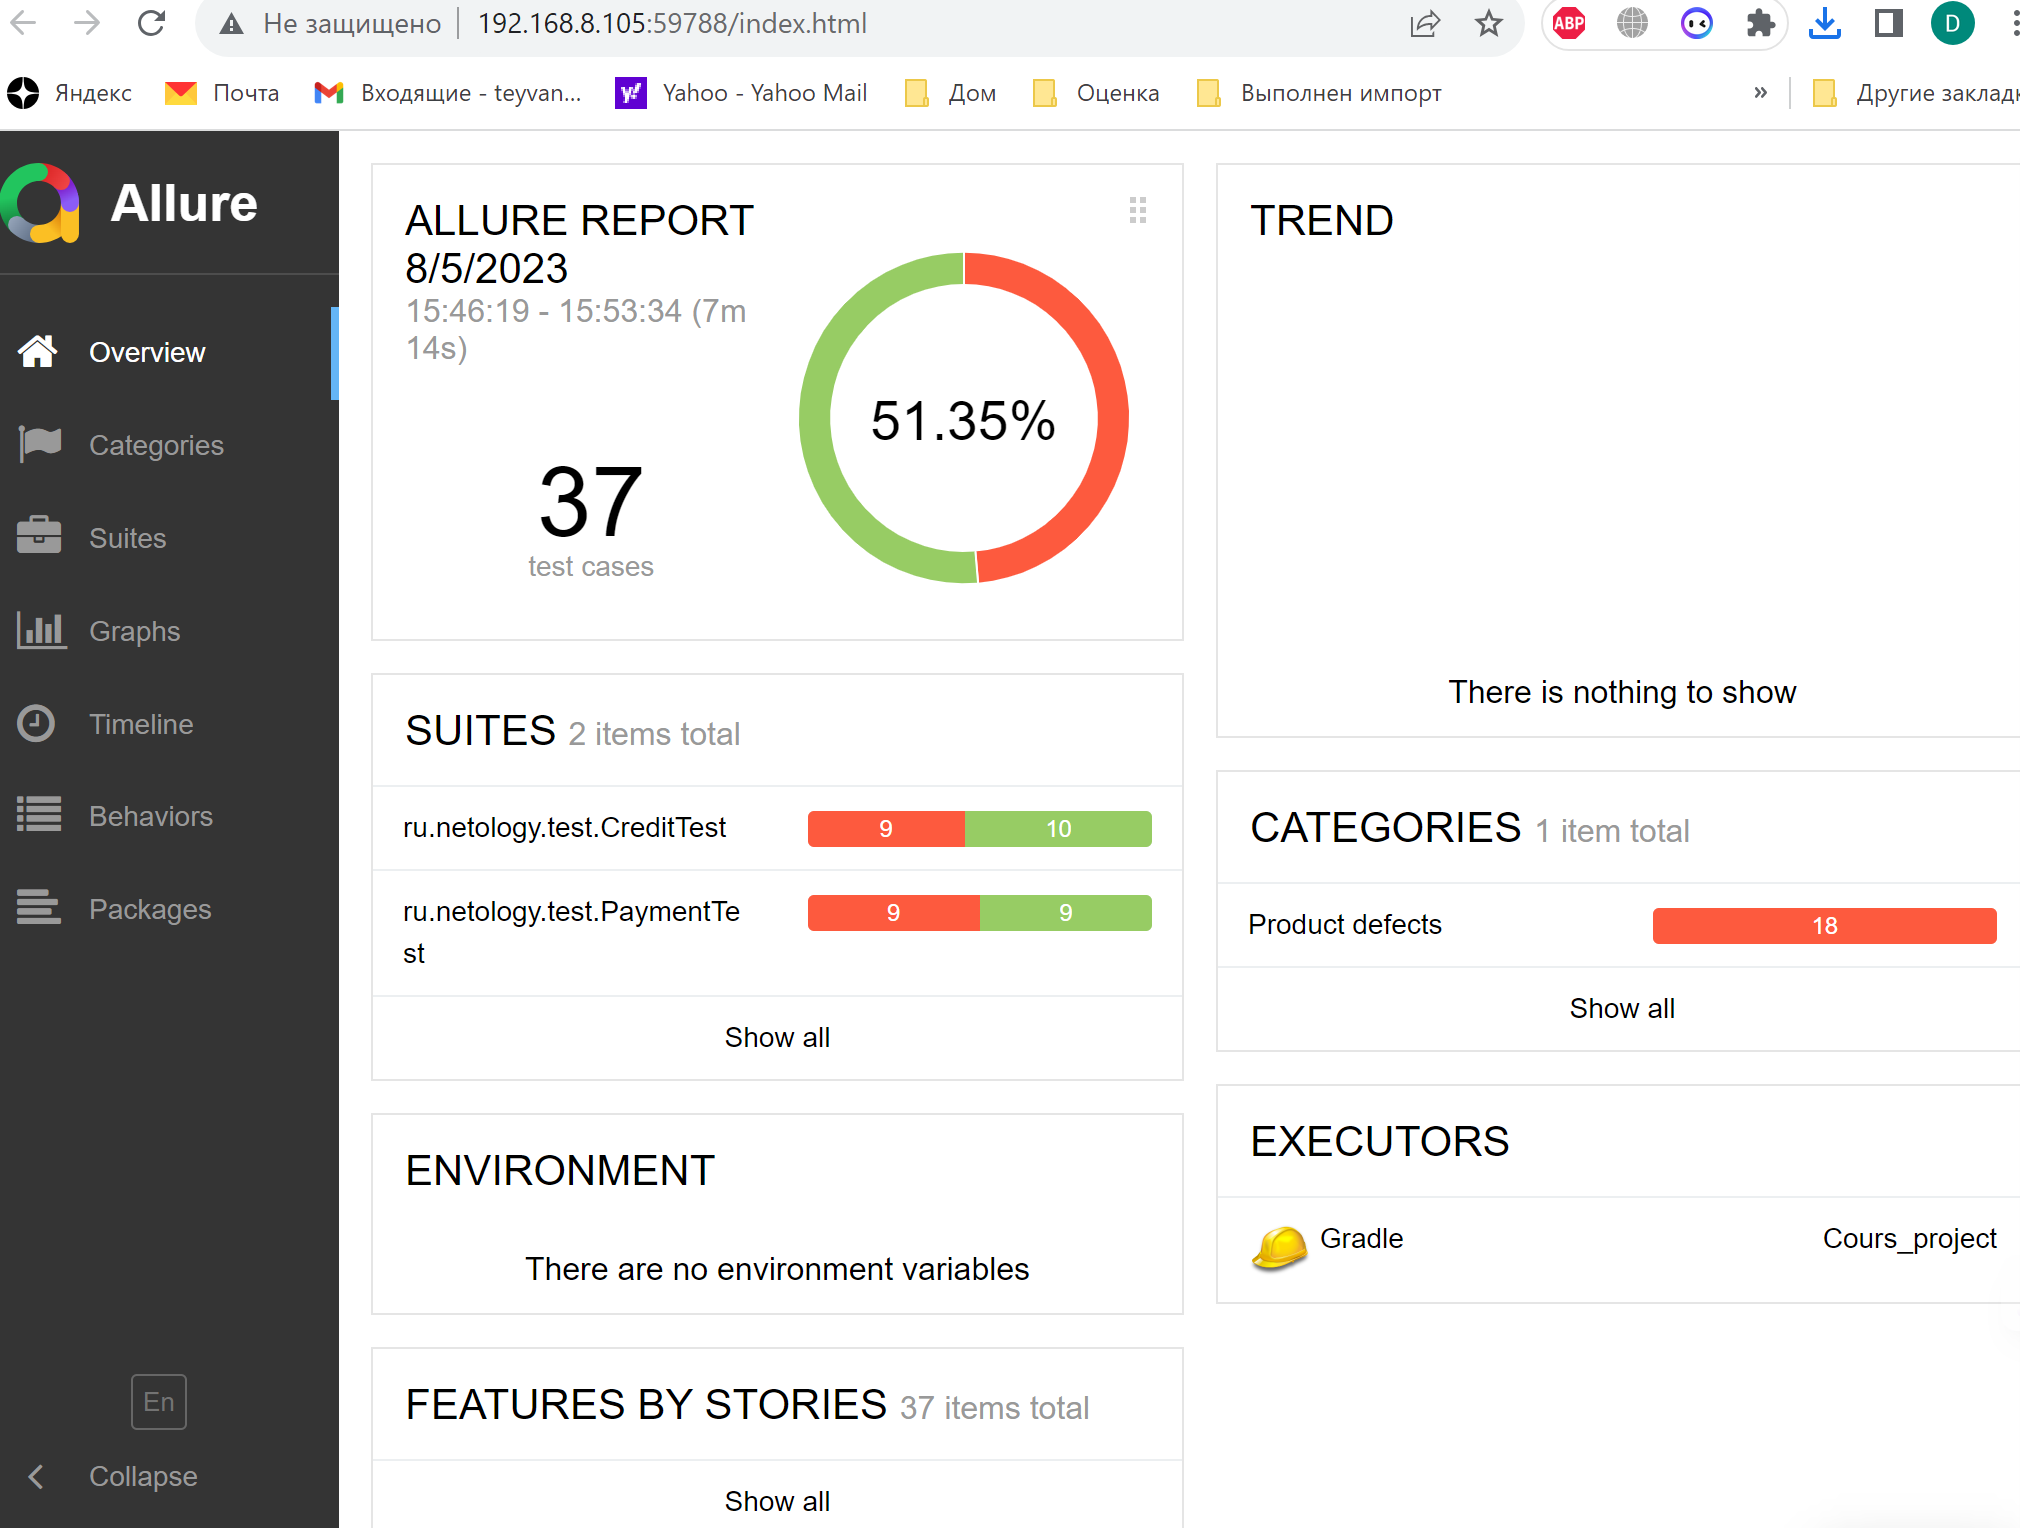 Не защищено
192.168.8.105:59788/index.html
ABP
D
Яндекс
Почта
Входящие - teyvan...
Yahoo - Yahoo Mail
Дом
Оценка
Выполнен импорт
»
Другие закладк
Allure
Overview
Categories
Suites
Graphs
Timeline
Behaviors
Packages
En
Collapse
ALLURE REPORT
8/5/2023
15:46:19 - 15:53:34 (7m
14s)
37
test cases
51.35%
SUITES 2 items total
ru.netology.test.CreditTest
9
10
ru.netology.test.PaymentTe
st
9
9
Show all
ENVIRONMENT
There are no environment variables
FEATURES BY STORIES 37 items total
Show all
TREND
There is nothing to show
CATEGORIES 1 item total
Product defects
18
Show all
EXECUTORS
Gradle
Cours_project